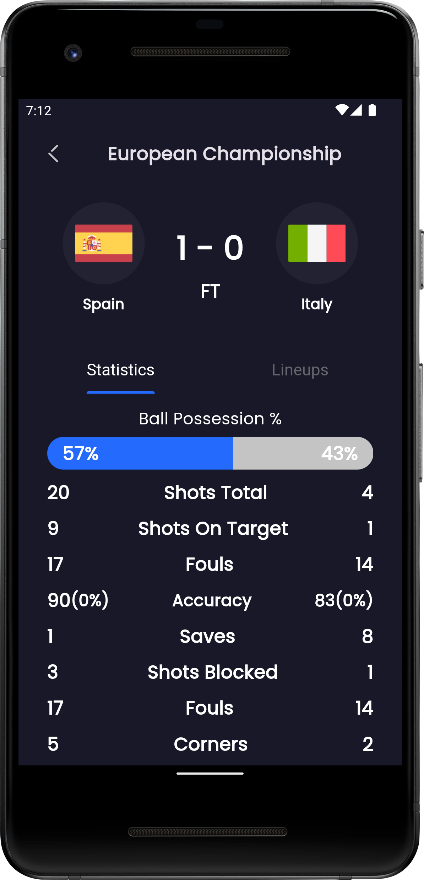 7:12
European Championship
1 - 0
FT
Spain
Italy
Statistics
Lineups
Ball Possession %
57% 43%
20 Shots Total 4
9 Shots On Target 1
17 Fouls 14
90(0%) Accuracy 83(0%)
1 Saves 8
3 Shots Blocked 1
17 Fouls 14
5 Corners 2